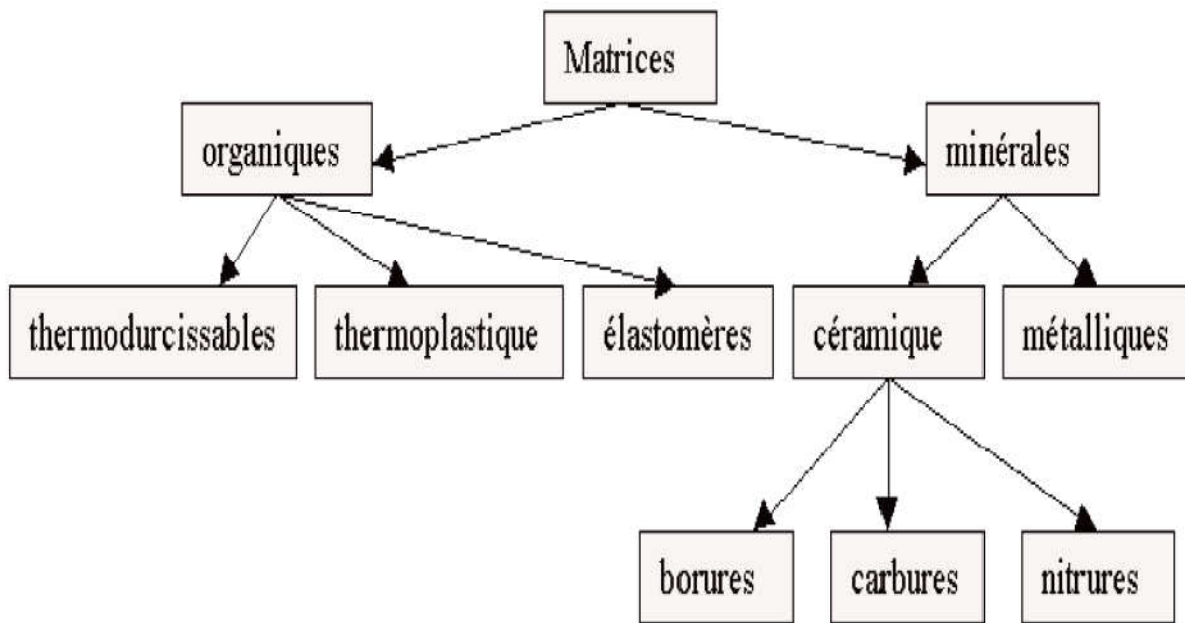 Matrices
organiques
minérales
thermodurcissables
thermoplastique
élastomères
céramique
métalliques
borures
carbures
nitrures